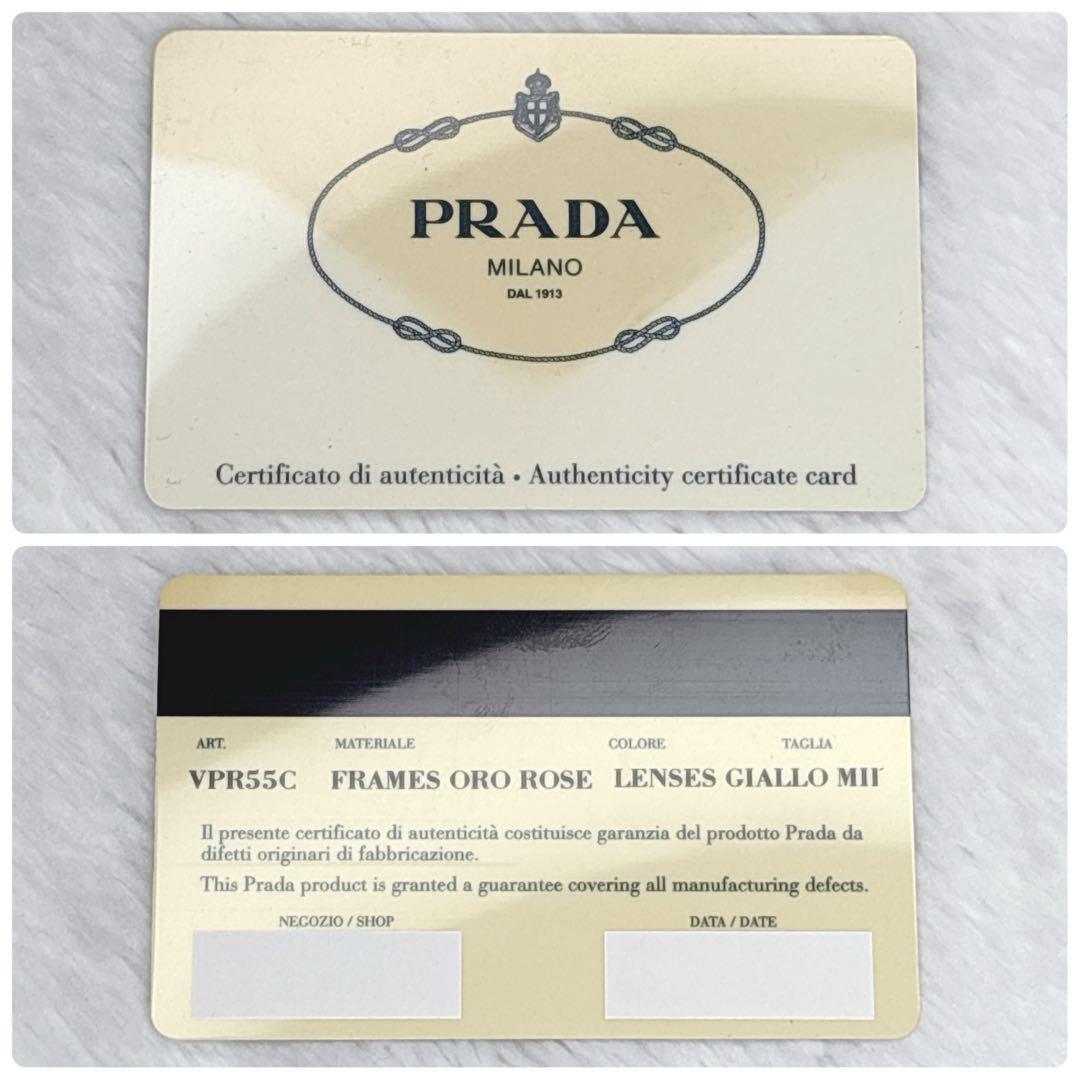 PRADA
MILANO
DAL 1913
Certificato di autenticità • Authenticity certificate card
ART. MATERIALE COLORE TAGLIA
VPR55C FRAMES ORO ROSE LENSES GIALLO
Il presente certificato di autenticità costituisce garanzia del prodotto Prada da
difetti originari di fabbricazione.
This Prada product is granted a guarantee covering all manufacturing defects.
NEGOZIO / SHOP DATA / DATE